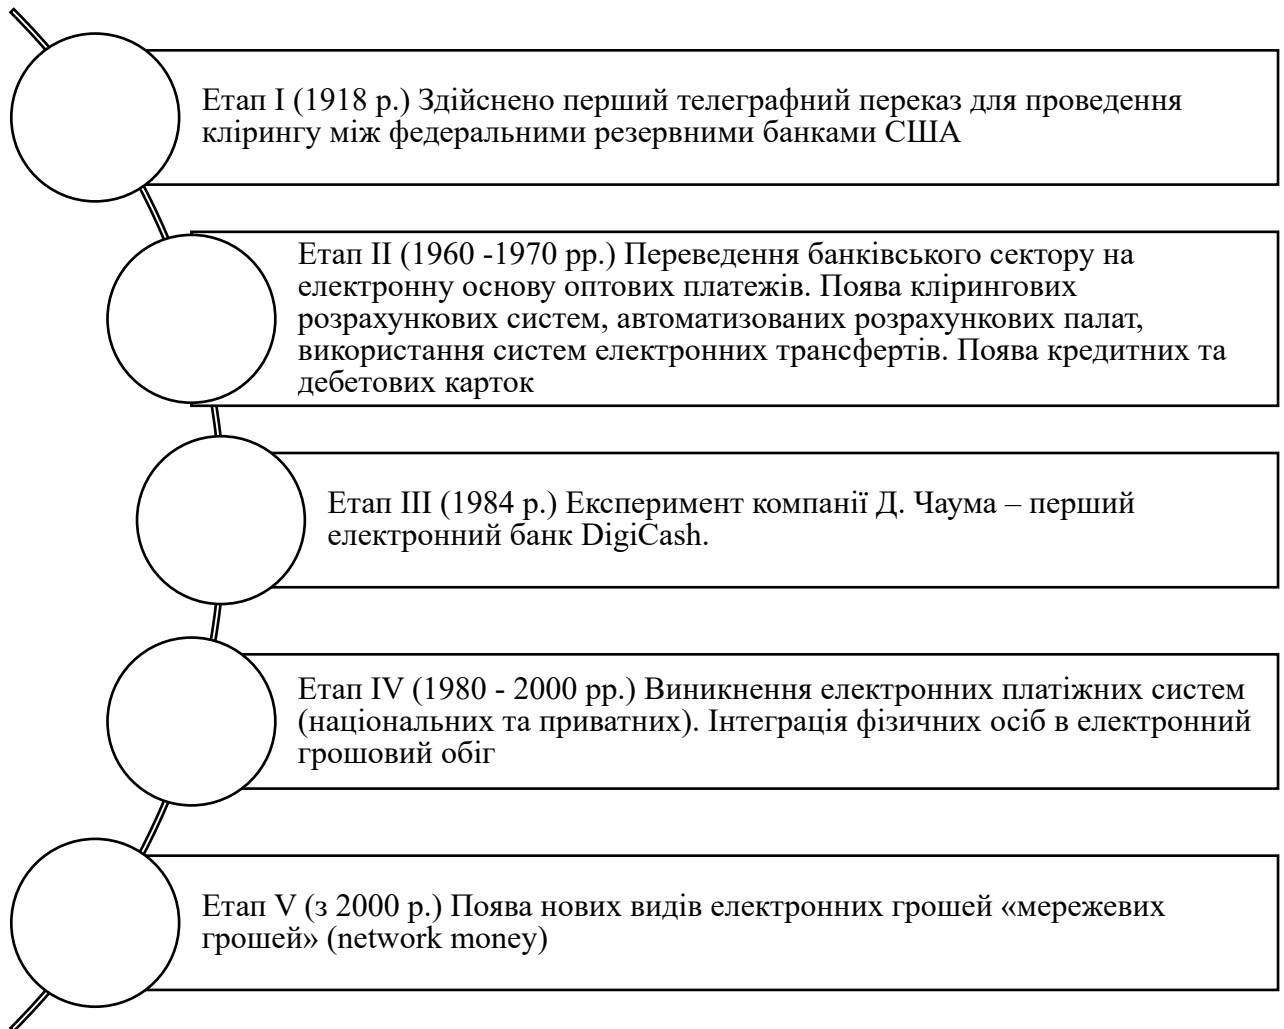 Етап I (1918 р.) Здійснено перший телеграфний переказ для проведення
клірингу між федеральними резервними банками США
Етап II (1960 -1970 рр.) Переведення банківського сектору на
електронну основу оптових платежів. Поява клірингових
розрахункових систем, автоматизованих розрахункових палат,
використання систем електронних трансфертів. Поява кредитних та
дебетових карток
Етап III (1984 р.) Експеримент компанії Д. Чаума – перший
електронний банк DigiCash.
Етап IV (1980 - 2000 рр.) Виникнення електронних платіжних систем
(національних та приватних). Інтеграція фізичних осіб в електронний
грошовий обіг
Етап V (з 2000 р.) Поява нових видів електронних грошей «мережевих
грошей» (network money)